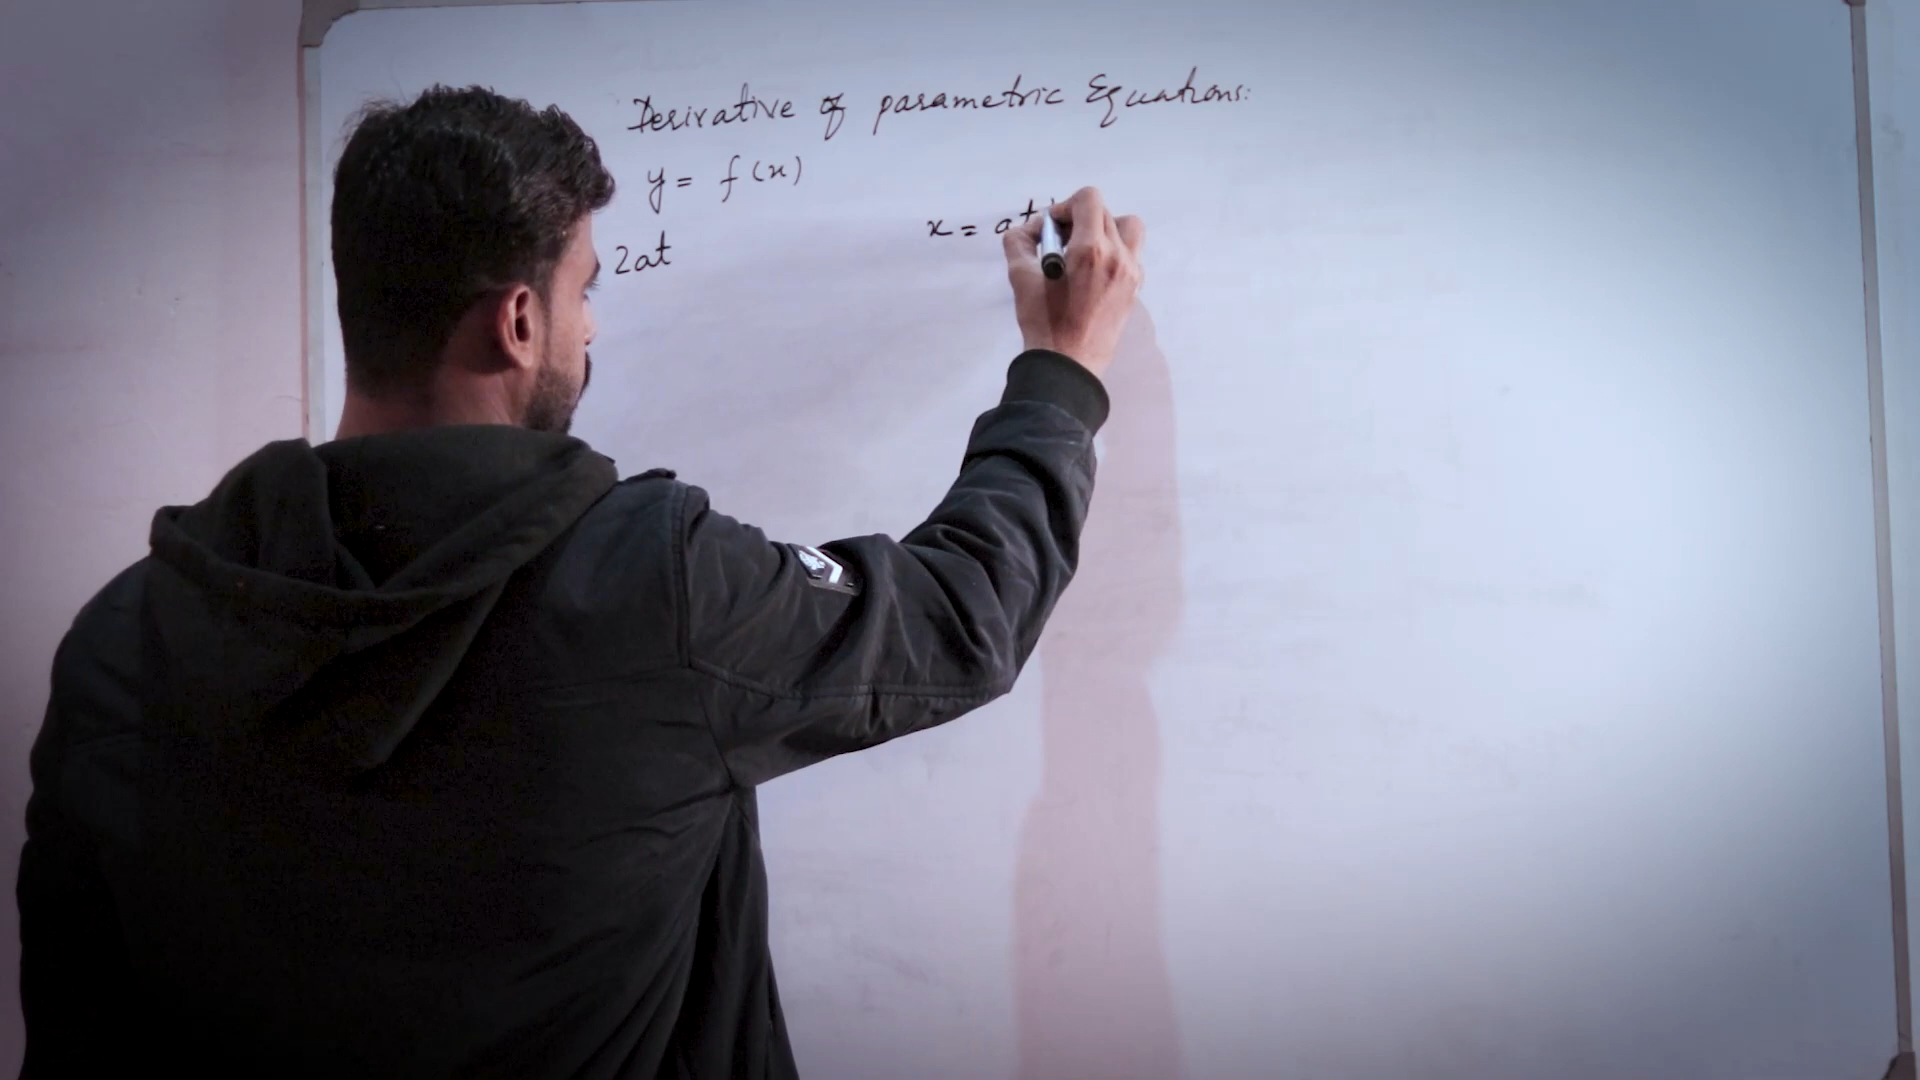 Derivative of parametric Equations:
y = f(x)
x = at
2at